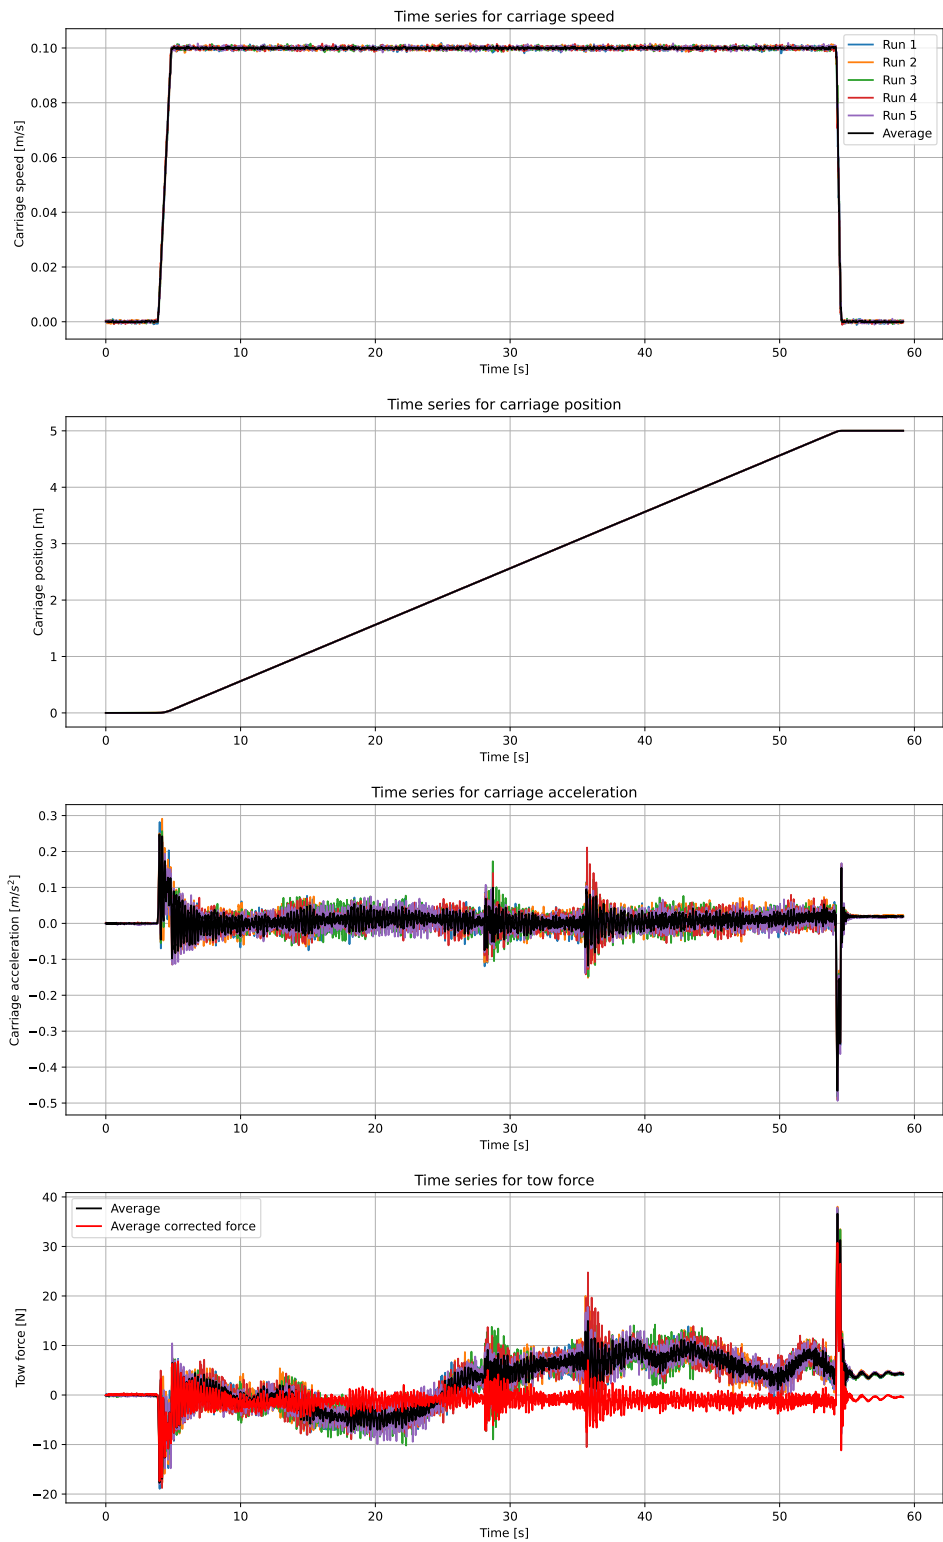 Time series for carriage speed
Carriage speed [m/s]
0.10
0.08
0.06
0.04
0.02
0.00
Run 1
Run 2
Run 3
Run 4
Run 5
Average
0 10 20 30 40 50 60
Time [s]
Time series for carriage position
Carriage position [m]
5
4
3
2
1
0
0 10 20 30 40 50 60
Time [s]
Time series for carriage acceleration
Carriage acceleration [m/s²]
0.3
0.2
0.1
0.0
−0.1
−0.2
−0.3
−0.4
−0.5
0 10 20 30 40 50 60
Time [s]
Time series for tow force
Tow force [N]
40
30
20
10
0
−10
−20
Average
Average corrected force
0 10 20 30 40 50 60
Time [s]